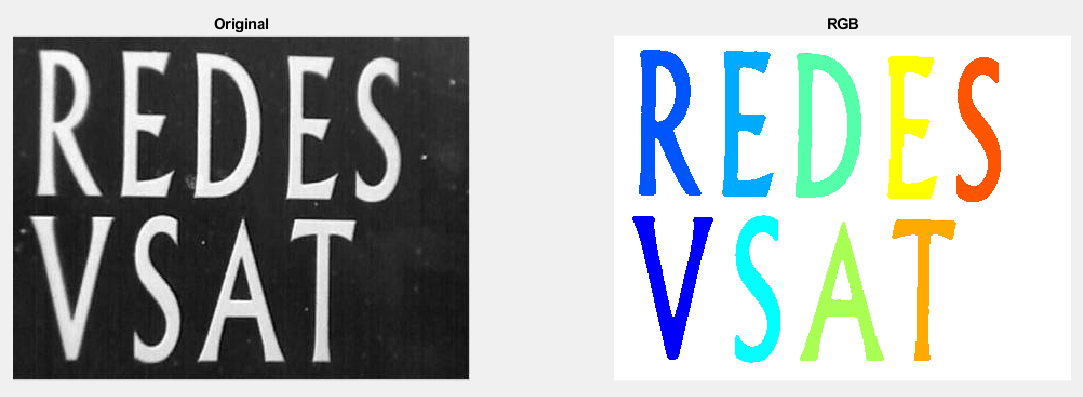 Original
RGB
REDES
VSAT
REDES
VSAT